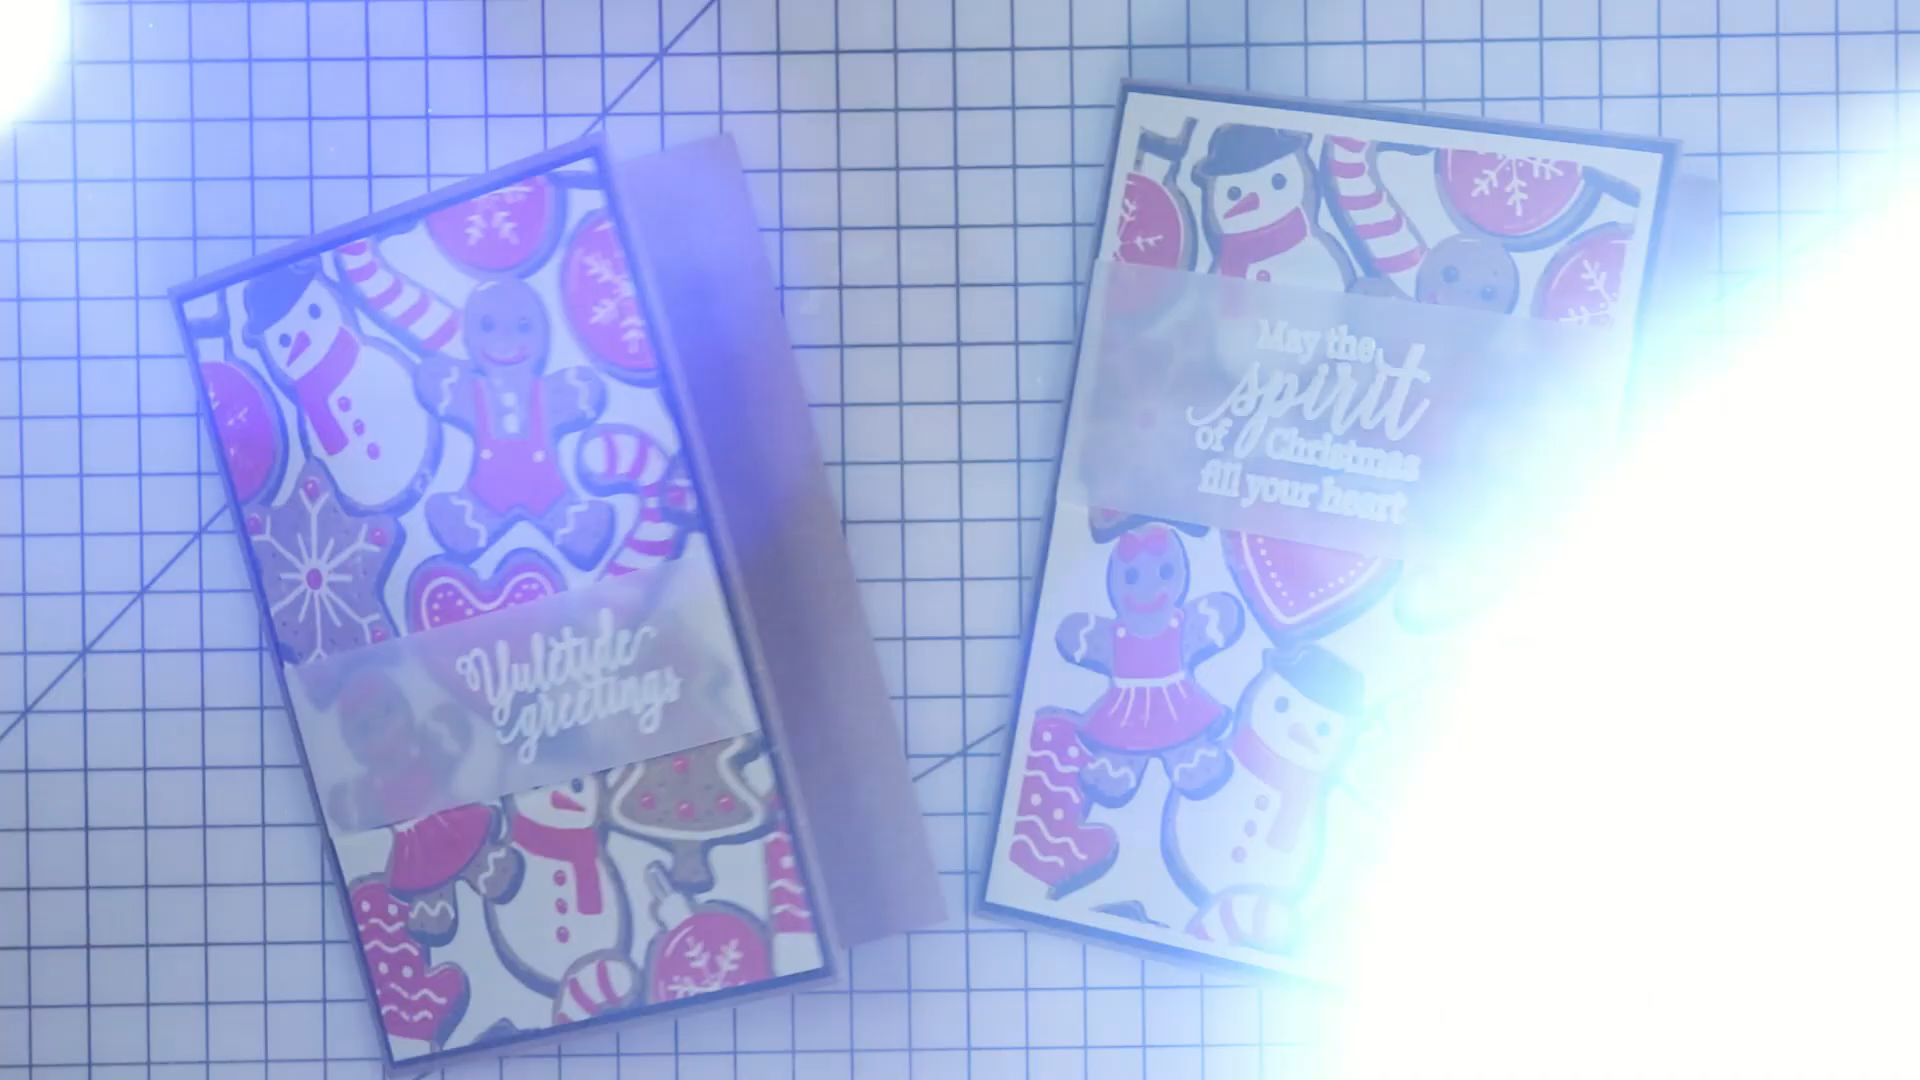 Yuletide
greetings
May the
spirit
of Christmas
fill your heart